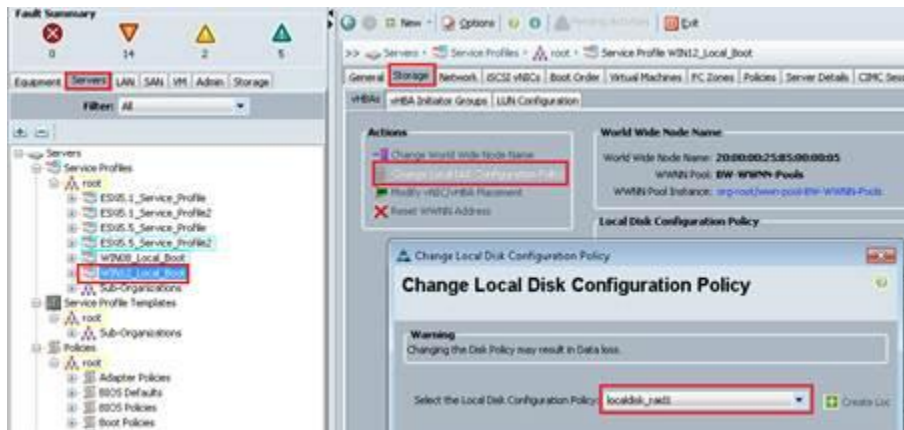 Fault Summary
0 14 2 5
New Options Exit
>> Servers Service Profiles root Service Profile WIN12_Local_Boot
Equipment Servers LAN SAN VM Admin Storage
General Storage Network iSCSI vNICs Boot Order Virtual Machines FC Zones Policies Server Details CIMC Sess
Filter: All
vHBAs vHBA Initiator Groups LUN Configuration
Servers
Service Profiles
root
ESXi5.1_Service_Profile
ESXi5.1_Service_Profile2
ESXi5.5_Service_Profile
ESXi5.5_Service_Profile2
WIN08_Local_Boot
WIN12_Local_Boot
Sub-Organizations
Service Profile Templates
root
Sub-Organizations
Policies
root
Adapter Policies
BIOS Defaults
BIOS Policies
Boot Policies
Actions
Change World Wide Node Name
Change Local Disk Configuration Policy
Modify vNIC/vHBA Placement
Reset WWNN Address
World Wide Node Name
World Wide Node Name: 20:00:00:25:B5:00:00:05
WWNN Pool: BW-WWNN-Pools
WWNN Pool Instance: org-root/wwn-pool-BW-WWNN-Pools
Local Disk Configuration Policy
Change Local Disk Configuration Policy
Change Local Disk Configuration Policy
Warning
Changing the Disk Policy may result in Data loss.
Select the Local Disk Configuration Policy: localdisk_raid1
Create Loc